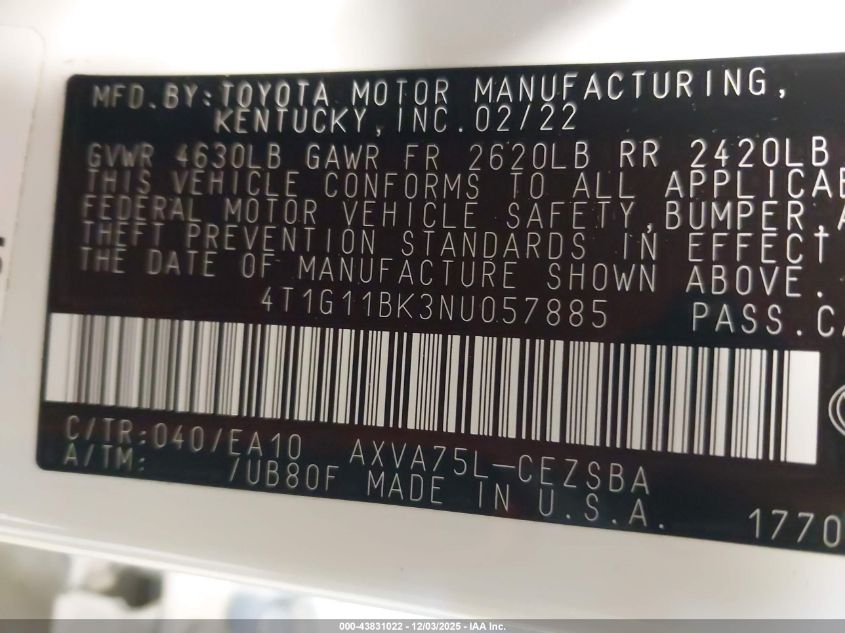 MFD.BY:TOYOTA MOTOR MANUFACTURING,
KENTUCKY,INC.02/22
GVWR 4630LB GAWR FR 2620LB RR 2420LB
THIS VEHICLE CONFORMS TO ALL
FEDERAL MOTOR VEHICLE SAFETY,BUMPER,
THEFT PREVENTION STANDARDS IN EFFECT
THE DATE OF MANUFACTURE SHOWN ABOVE.
4T1G11BK3NU057885 PASS.
C/TR:040/EA10 AXVA75L-CEZSBA
A/TM: /UB80F MADE IN U.S.A. 1770
000-43831022 | 12/03/2025 - IAA Inc.